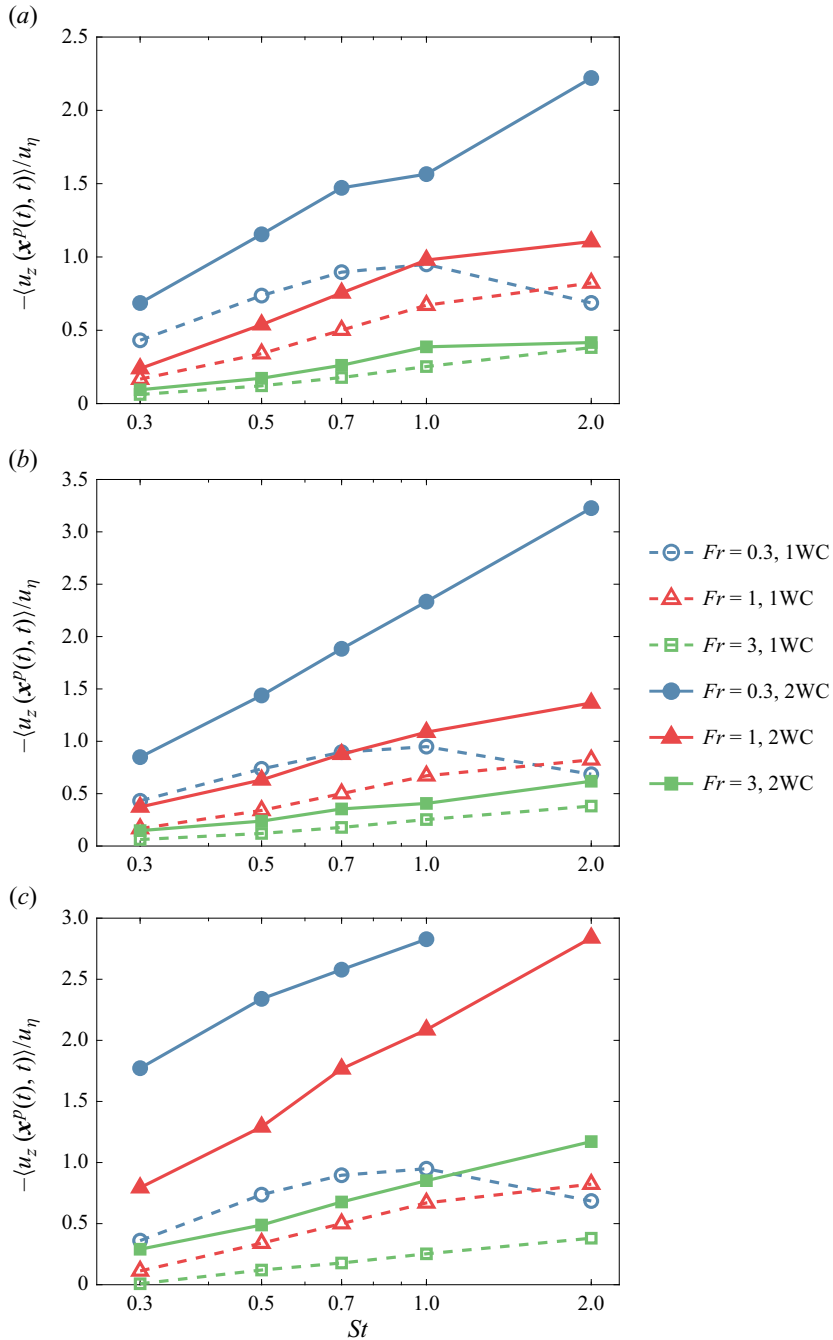 (a)
2.5
2.0
1.5
1.0
0.5
0
−⟨u_z (x^p(t), t)⟩/u_η
0.3 0.5 0.7 1.0 2.0
(b)
3.5
3.0
2.5
2.0
1.5
1.0
0.5
0
−⟨u_z (x^p(t), t)⟩/u_η
0.3 0.5 0.7 1.0 2.0
Fr = 0.3, 1WC
Fr = 1, 1WC
Fr = 3, 1WC
Fr = 0.3, 2WC
Fr = 1, 2WC
Fr = 3, 2WC
(c)
3.0
2.5
2.0
1.5
1.0
0.5
0
−⟨u_z (x^p(t), t)⟩/u_η
0.3 0.5 0.7 1.0 2.0
St